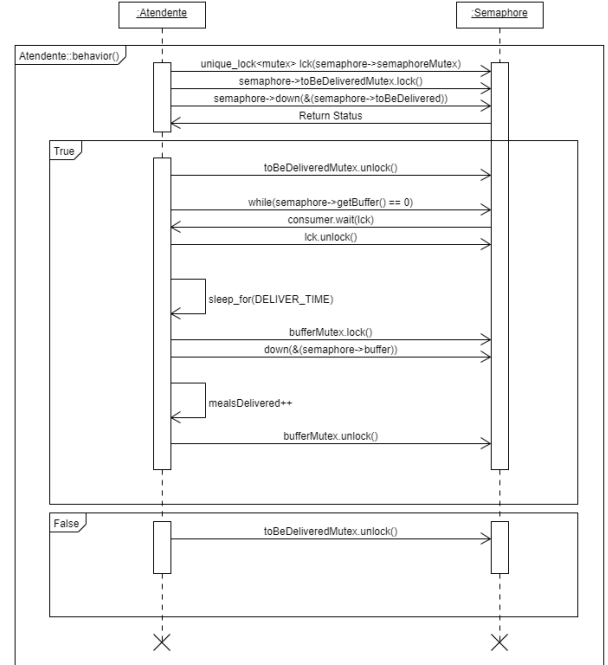 :Atendente
:Semaphore
Atendente::behavior()
unique_lock<mutex> lck(semaphore->semaphoreMutex)
semaphore->toBeDeliveredMutex.lock()
semaphore->down(&(semaphore->toBeDelivered))
Return Status
True
toBeDeliveredMutex.unlock()
while(semaphore->getBuffer() == 0)
consumer.wait(lck)
lck.unlock()
sleep_for(DELIVER_TIME)
bufferMutex.lock()
down(&(semaphore->buffer))
mealsDelivered++
bufferMutex.unlock()
False
toBeDeliveredMutex.unlock()